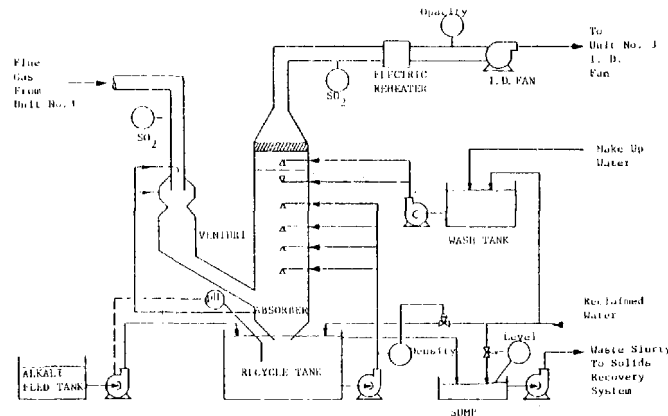 Opacity
To
Unit No. 3
I. D.
Fan
Flue
Gas
From
Unit No.1
SO2
SO2
ELECTRIC
REHEATER
I.D. FAN
Make Up
Water
VENTURI
WASH TANK
pH
ABSORBER
Reclaimed
Water
Density
Level
ALKALI
FEED TANK
RECYCLE TANK
SUMP
Waste Slurry
To Solids
Recovery
System